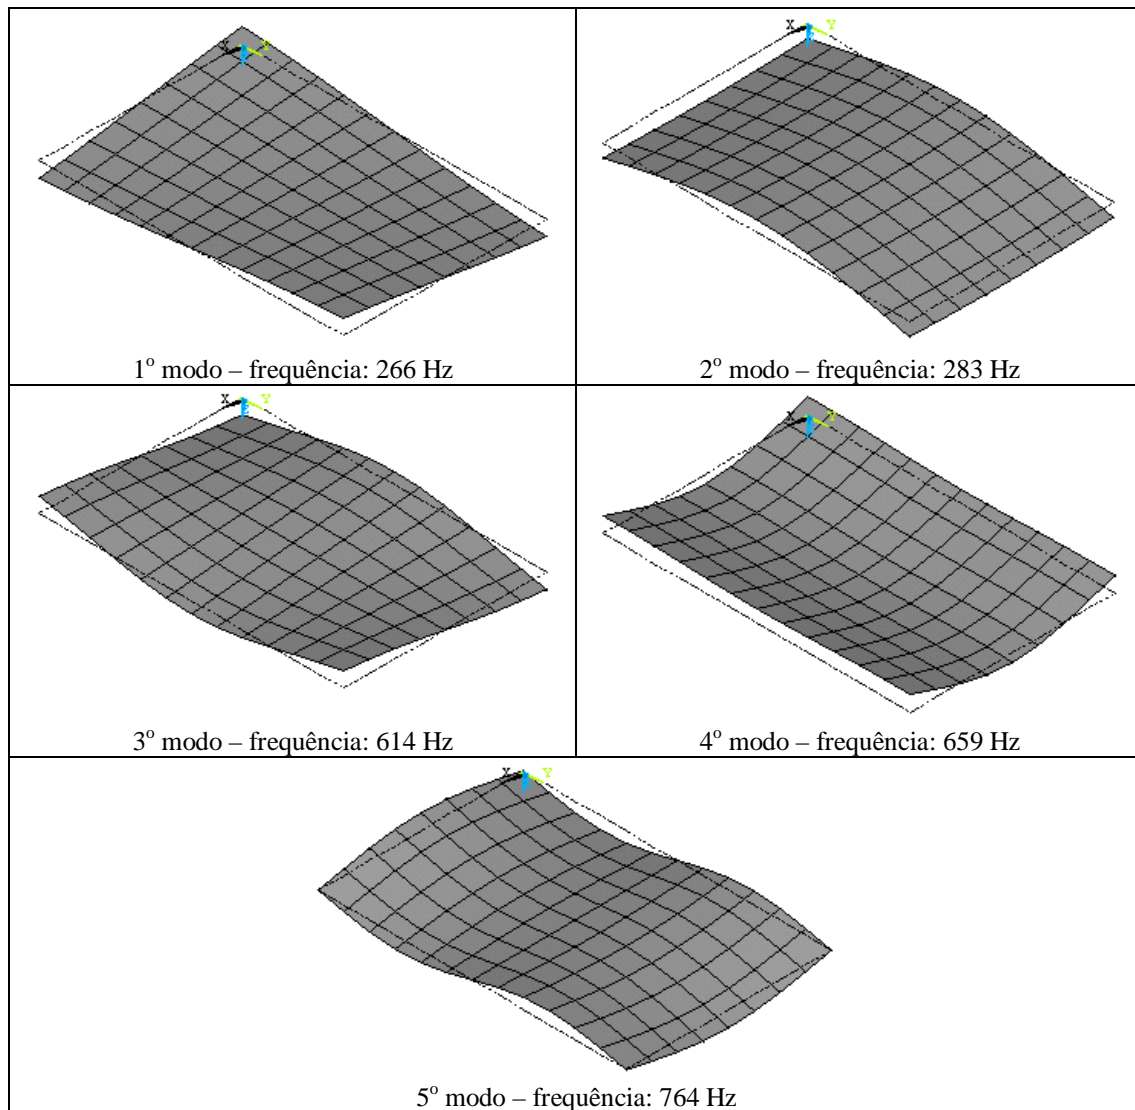 X Y
X Y
1º modo – frequência: 266 Hz
2º modo – frequência: 283 Hz
X Y
X Y
3º modo – frequência: 614 Hz
4º modo – frequência: 659 Hz
X Y
5º modo – frequência: 764 Hz